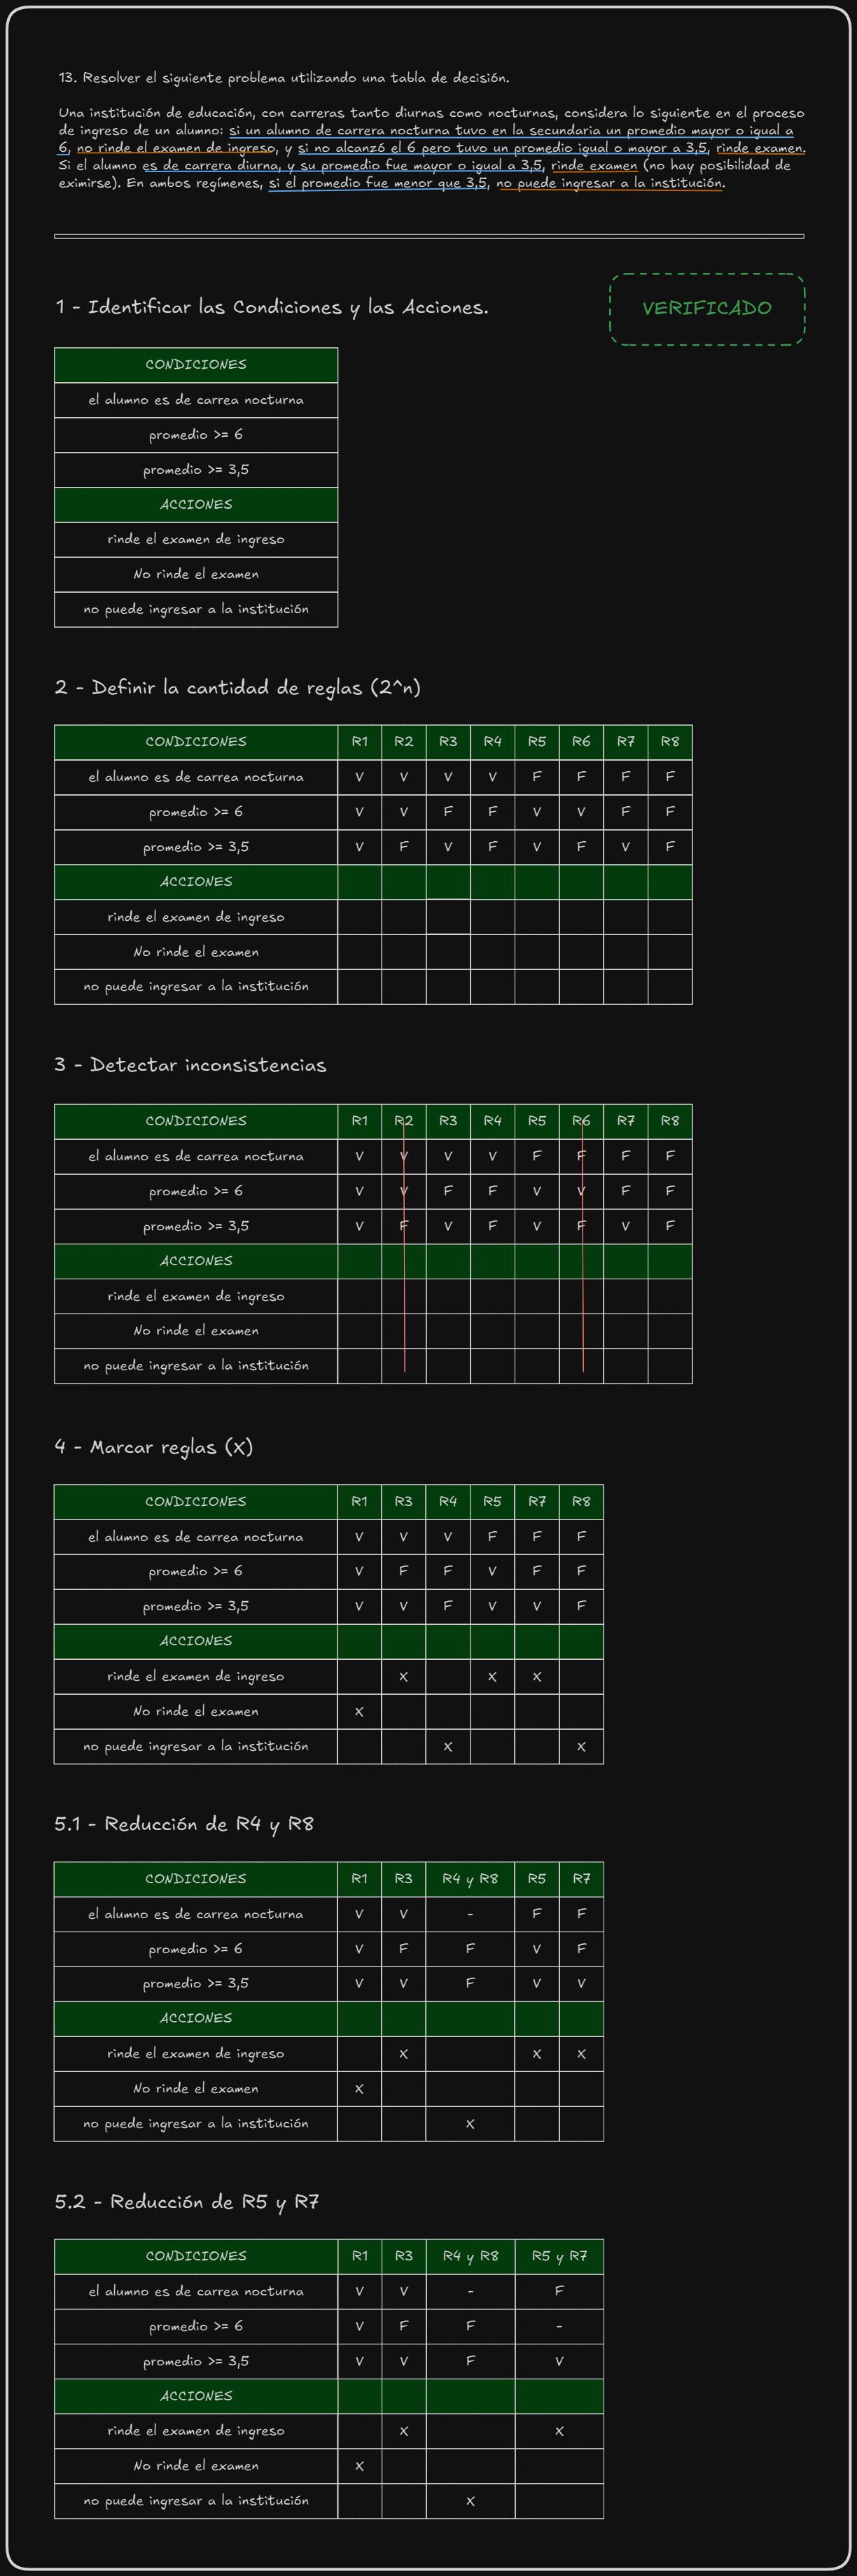 13. Resolver el siguiente problema utilizando una tabla de decisión.
Una institución de educación, con carreras tanto diurnas como nocturnas, considera lo siguiente en el proceso
de ingreso de un alumno: si un alumno de carrera nocturna tuvo en la secundaria un promedio mayor o igual a
6, no rinde el examen de ingreso, y si no alcanzó el 6 pero tuvo un promedio igual o mayor a 3,5, rinde examen.
Si el alumno es de carrera diurna, y su promedio fue mayor o igual a 3,5, rinde examen (no hay posibilidad de
eximirse). En ambos regímenes, si el promedio fue menor que 3,5, no puede ingresar a la institución.
1 - Identificar las Condiciones y las Acciones.
VERIFICADO
CONDICIONES
el alumno es de carrea nocturna
promedio >= 6
promedio >= 3,5
ACCIONES
rinde el examen de ingreso
No rinde el examen
no puede ingresar a la institución
2 - Definir la cantidad de reglas (2^n)
CONDICIONES R1 R2 R3 R4 R5 R6 R7 R8
el alumno es de carrea nocturna V V V V F F F F
promedio >= 6 V V F F V V F F
promedio >= 3,5 V F V F V F V F
ACCIONES
rinde el examen de ingreso
No rinde el examen
no puede ingresar a la institución
3 - Detectar inconsistencias
CONDICIONES R1 R2 R3 R4 R5 R6 R7 R8
el alumno es de carrea nocturna V V V V F F F F
promedio >= 6 V V F F V V F F
promedio >= 3,5 V F V F V F V F
ACCIONES
rinde el examen de ingreso
No rinde el examen
no puede ingresar a la institución
4 - Marcar reglas (X)
CONDICIONES R1 R3 R4 R5 R7 R8
el alumno es de carrea nocturna V V V F F F
promedio >= 6 V F F V F F
promedio >= 3,5 V V F V V F
ACCIONES
rinde el examen de ingreso X X X
No rinde el examen X
no puede ingresar a la institución X X
5.1 - Reducción de R4 y R8
CONDICIONES R1 R3 R4 y R8 R5 R7
el alumno es de carrea nocturna V V - F F
promedio >= 6 V F F V F
promedio >= 3,5 V V F V V
ACCIONES
rinde el examen de ingreso X X X
No rinde el examen X
no puede ingresar a la institución X
5.2 - Reducción de R5 y R7
CONDICIONES R1 R3 R4 y R8 R5 y R7
el alumno es de carrea nocturna V V - F
promedio >= 6 V F F -
promedio >= 3,5 V V F V
ACCIONES
rinde el examen de ingreso X X
No rinde el examen X
no puede ingresar a la institución X